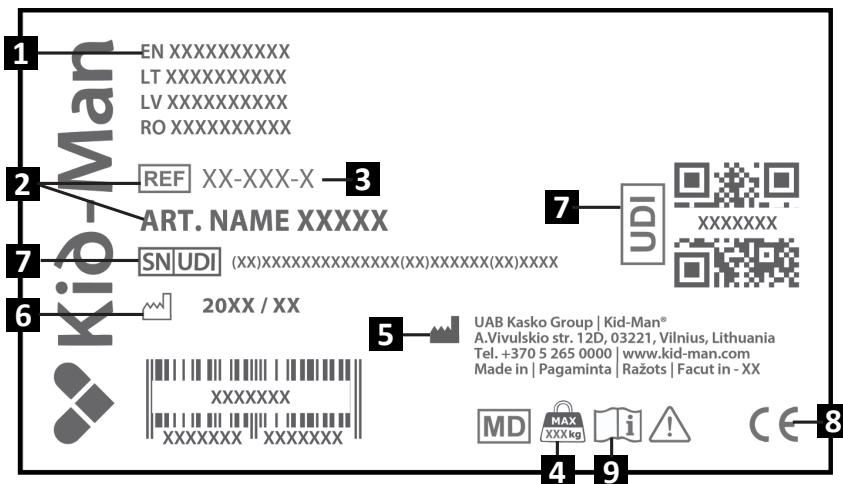 1
EN XXXXXXXXXX
LT XXXXXXXXXX
LV XXXXXXXXXX
RO XXXXXXXXXX
Kid-Man
2
REF XX-XXX-X
3
ART. NAME XXXXX
7
SN UDI (XX)XXXXXXXXXXXXXX(XX)XXXXXX(XX)XXXX
6
20XX / XX
XXXXXXX
XXXXXXX XXXXXXX
7
UDI
XXXXXXX
5
UAB Kasko Group | Kid-Man®
A.Vivulskio str. 12D, 03221, Vilnius, Lithuania
Tel. +370 5 265 0000 | www.kid-man.com
Made in | Pagaminta | Ražots | Facut in - XX
MD
MAX
XXX kg
i
!
CE
8
4
9